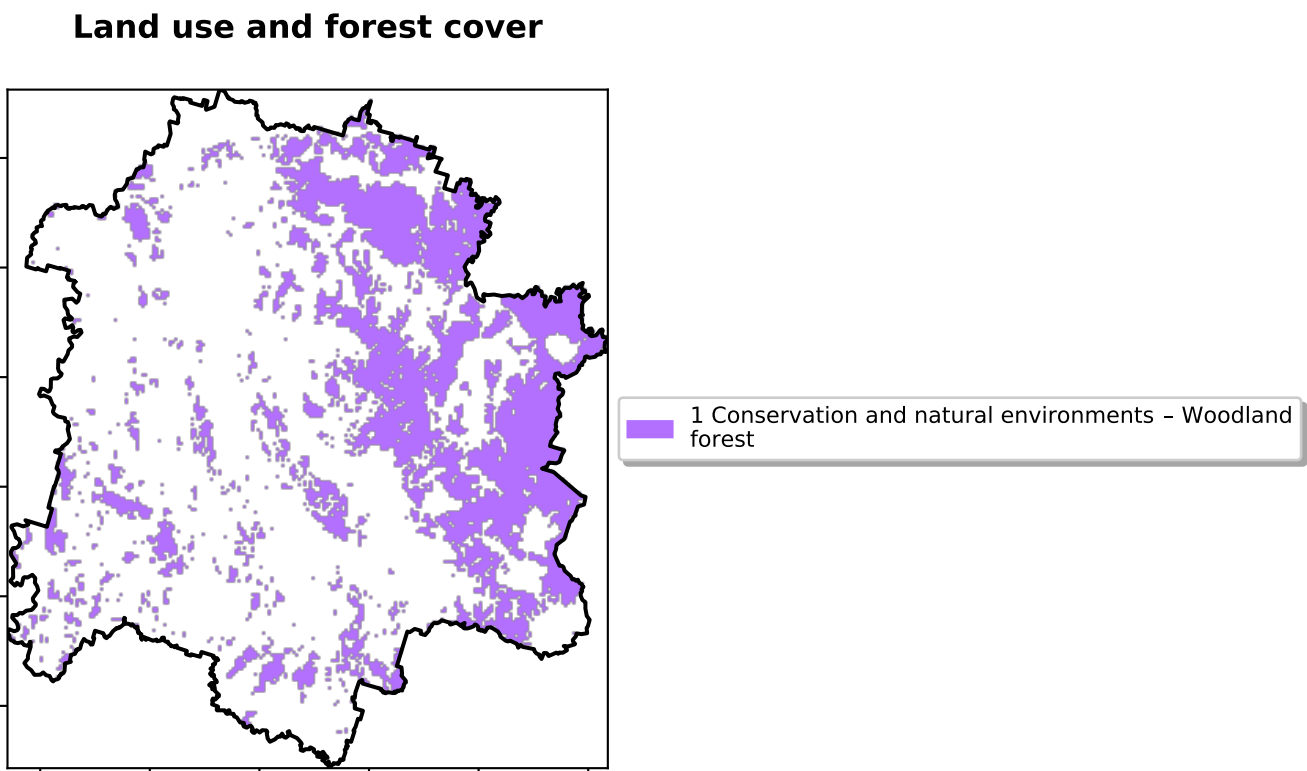 Land use and forest cover
1 Conservation and natural environments – Woodland
forest